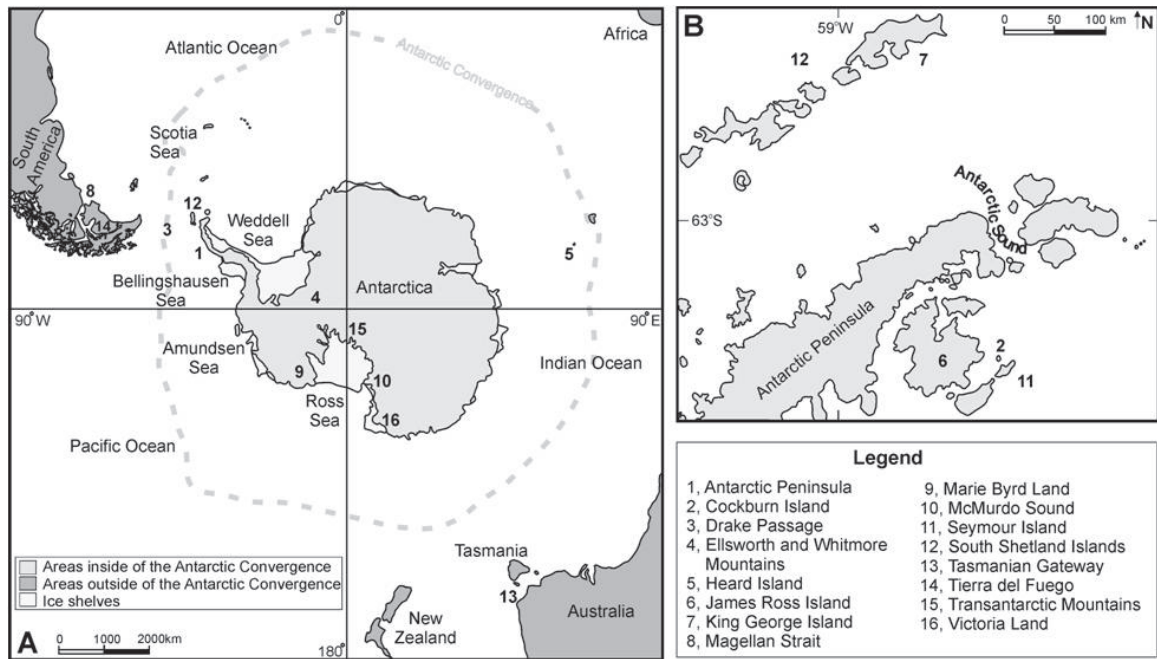 0°
Atlantic Ocean
Africa
Antarctic Convergence
South
America
Scotia
Sea
8
14
12
3
1
Weddell
Sea
5
Bellingshausen
Sea
4
Antarctica
90°W
90°E
15
Amundsen
Sea
9
10
Indian Ocean
Ross
Sea
16
Pacific Ocean
Tasmania
13
New
Zealand
Australia
Areas inside of the Antarctic Convergence
Areas outside of the Antarctic Convergence
Ice shelves
A
0 1000 2000km
180°
B
59°W
0 50 100 km
N
12
7
Antarctic Sound
63°S
Antarctic Peninsula
6
2
11
Legend
1, Antarctic Peninsula
2, Cockburn Island
3, Drake Passage
4, Ellsworth and Whitmore
Mountains
5, Heard Island
6, James Ross Island
7, King George Island
8, Magellan Strait
9, Marie Byrd Land
10, McMurdo Sound
11, Seymour Island
12, South Shetland Islands
13, Tasmanian Gateway
14, Tierra del Fuego
15, Transantarctic Mountains
16, Victoria Land